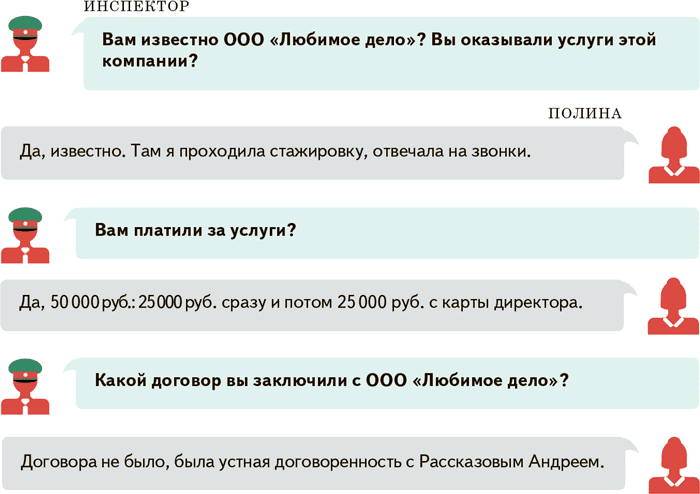 ИНСПЕКТОР
Вам известно ООО «Любимое дело»? Вы оказывали услуги этой
компании?
ПОЛИНА
Да, известно. Там я проходила стажировку, отвечала на звонки.
Вам платили за услуги?
Да, 50 000 руб.: 25 000 руб. сразу и потом 25 000 руб. с карты директора.
Какой договор вы заключили с ООО «Любимое дело»?
Договора не было, была устная договоренность с Рассказовым Андреем.